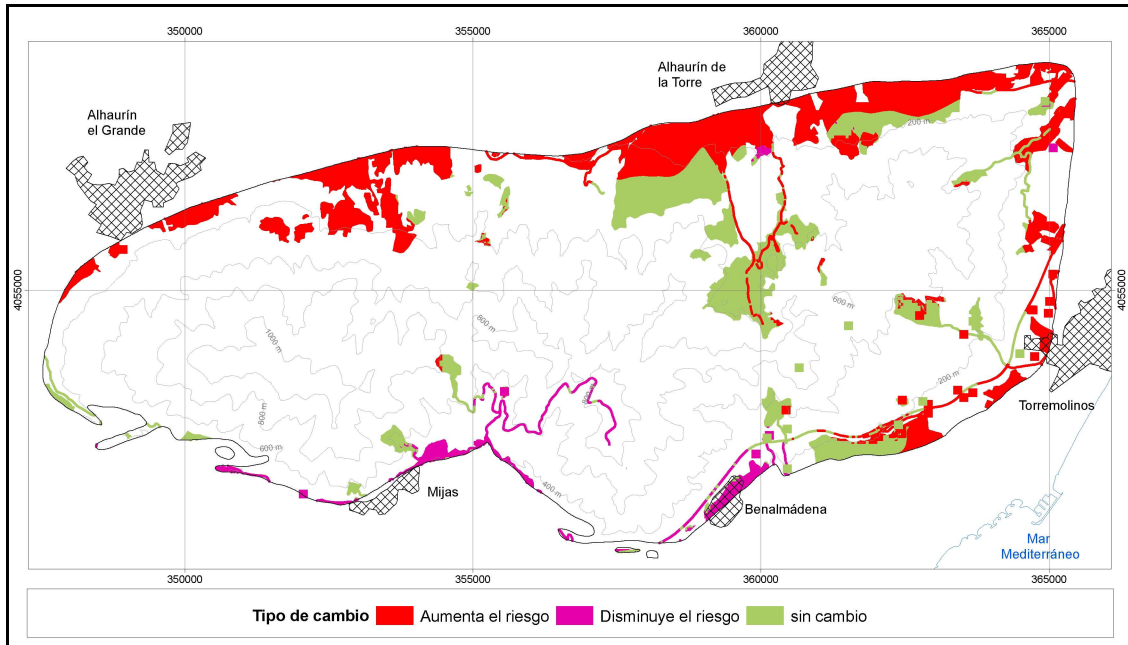 350000
355000
360000
365000
Alhaurín
el Grande
Alhaurín de
la Torre
200 m
4055000
4055000
1000 m
800 m
600 m
800 m
600 m
200 m
400 m
Torremolinos
Mijas
Benalmádena
Mar
Mediterráneo
350000
355000
360000
365000
Tipo de cambio
Aumenta el riesgo
Disminuye el riesgo
sin cambio